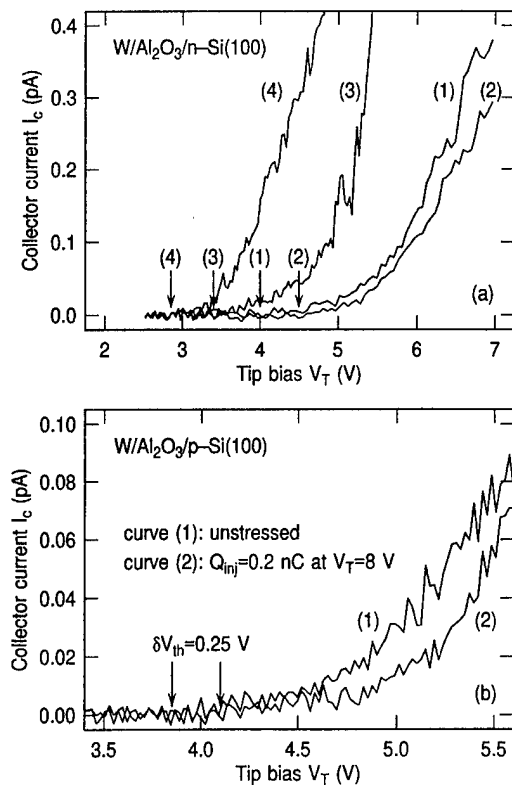 W/Al2O3/n–Si(100)
0.4
0.3
0.2
0.1
0.0
Collector current Ic (pA)
(4)
(3)
(1)
(2)
(4)
(3)
(1)
(2)
(a)
2
3
4
5
6
7
Tip bias VT (V)
W/Al2O3/p–Si(100)
0.10
0.08
0.06
0.04
0.02
0.00
Collector current Ic (pA)
curve (1): unstressed
curve (2): Qinj=0.2 nC at VT=8 V
δVth=0.25 V
(1)
(2)
(b)
3.5
4.0
4.5
5.0
5.5
Tip bias VT (V)